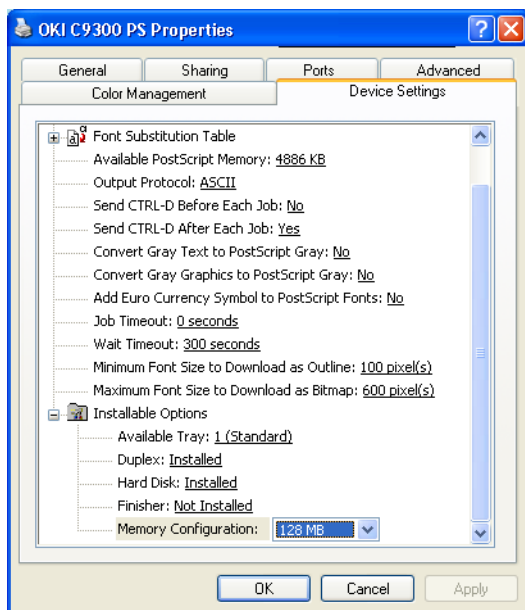 OKI C9300 PS Properties
General Sharing Ports Advanced
Color Management Device Settings
Font Substitution Table
Available PostScript Memory: 4886 KB
Output Protocol: ASCII
Send CTRL-D Before Each Job: No
Send CTRL-D After Each Job: Yes
Convert Gray Text to PostScript Gray: No
Convert Gray Graphics to PostScript Gray: No
Add Euro Currency Symbol to PostScript Fonts: No
Job Timeout: 0 seconds
Wait Timeout: 300 seconds
Minimum Font Size to Download as Outline: 100 pixel(s)
Maximum Font Size to Download as Bitmap: 600 pixel(s)
Installable Options
Available Tray: 1 (Standard)
Duplex: Installed
Hard Disk: Installed
Finisher: Not Installed
Memory Configuration: 128 MB
OK Cancel Apply